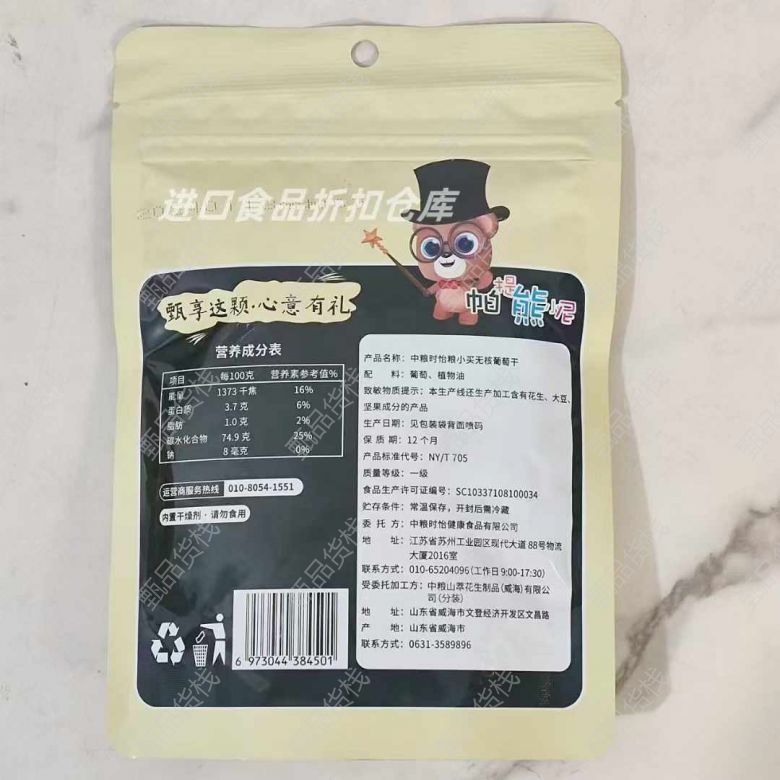 进口食品折扣仓库
帕提熊小尼
甄享这颗·心意有礼
营养成分表
项目 每100克 营养素参考值%
能量 1373 千焦 16%
蛋白质 3.7 克 6%
脂肪 1.0 克 2%
碳水化合物 74.9 克 25%
钠 8 毫克 0%
运营商服务热线 010-8054-1551
内置干燥剂·请勿食用
6 973044 384501
产品名称：中粮时怡粮小买无核葡萄干
配 料：葡萄、植物油
致敏物质提示：本生产线还生产加工含有花生、大豆、
坚果成分的产品
生产日期：见包装袋背面喷码
保 质 期：12 个月
产品标准代号：NY/T 705
质量等级：一级
食品生产许可证编号：SC10337108100034
贮存条件：常温保存，开封后需冷藏
委 托 方：中粮时怡健康食品有限公司
地 址：江苏省苏州工业园区现代大道 88号物流
大厦2016室
联系方式：010-65204096(工作日 9:00-17:30)
受委托加工方：中粮山萃花生制品(威海)有限公
司(分装)
地 址：山东省威海市文登经济开发区文昌路
产 地：山东省威海市
联系方式：0631-3589896
甄品货栈